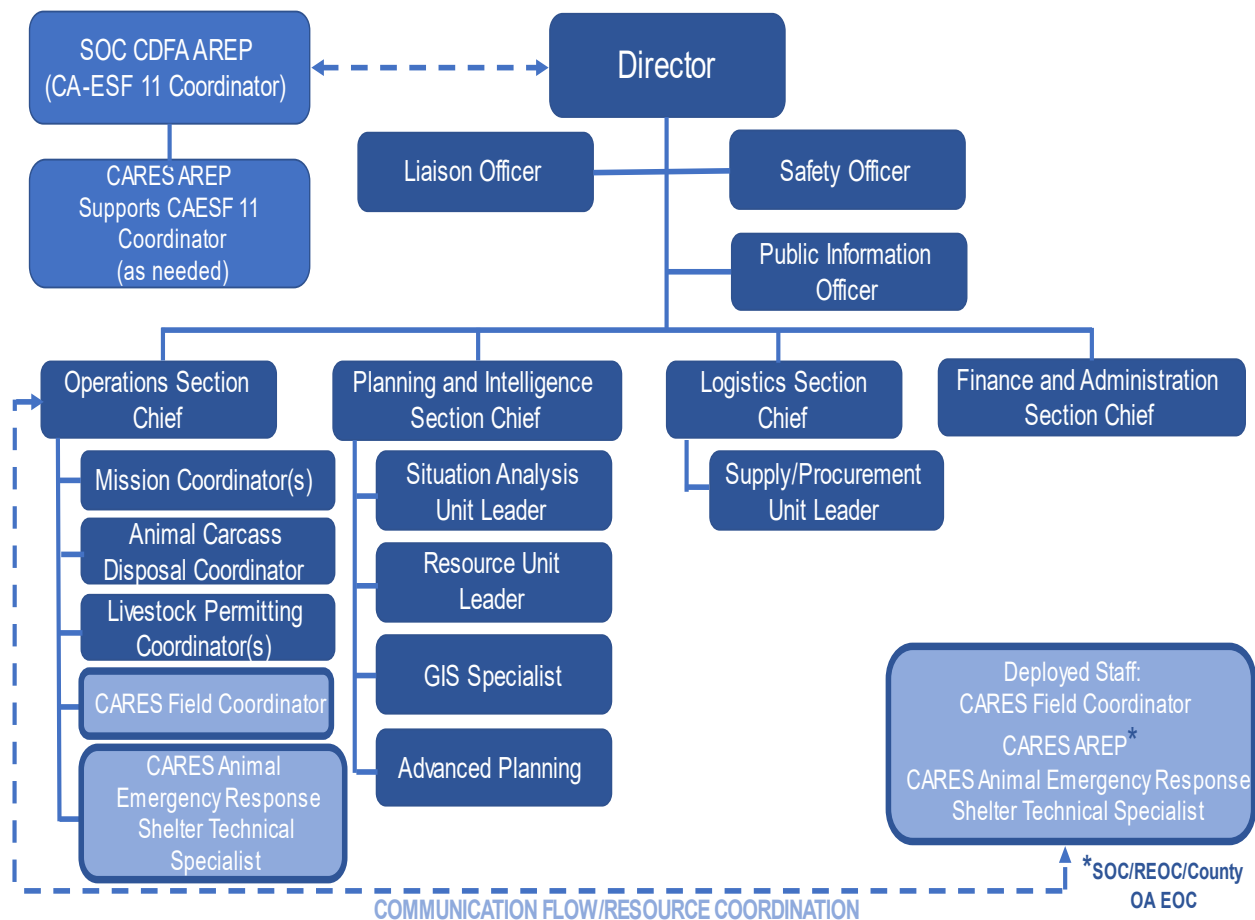 SOC CDFA AREP
(CA-ESF 11 Coordinator)
Director
CARES AREP
Supports CAESF 11
Coordinator
(as needed)
Liaison Officer
Safety Officer
Public Information
Officer
Operations Section
Chief
Planning and Intelligence
Section Chief
Logistics Section
Chief
Finance and Administration
Section Chief
Mission Coordinator(s)
Animal Carcass
Disposal Coordinator
Livestock Permitting
Coordinator(s)
CARES Field Coordinator
CARES Animal
Emergency Response
Shelter Technical
Specialist
Situation Analysis
Unit Leader
Resource Unit
Leader
GIS Specialist
Advanced Planning
Supply/Procurement
Unit Leader
Deployed Staff:
CARES Field Coordinator
CARES AREP*
CARES Animal Emergency Response
Shelter Technical Specialist
*SOC/REOC/County
OA EOC
COMMUNICATION FLOW/RESOURCE COORDINATION